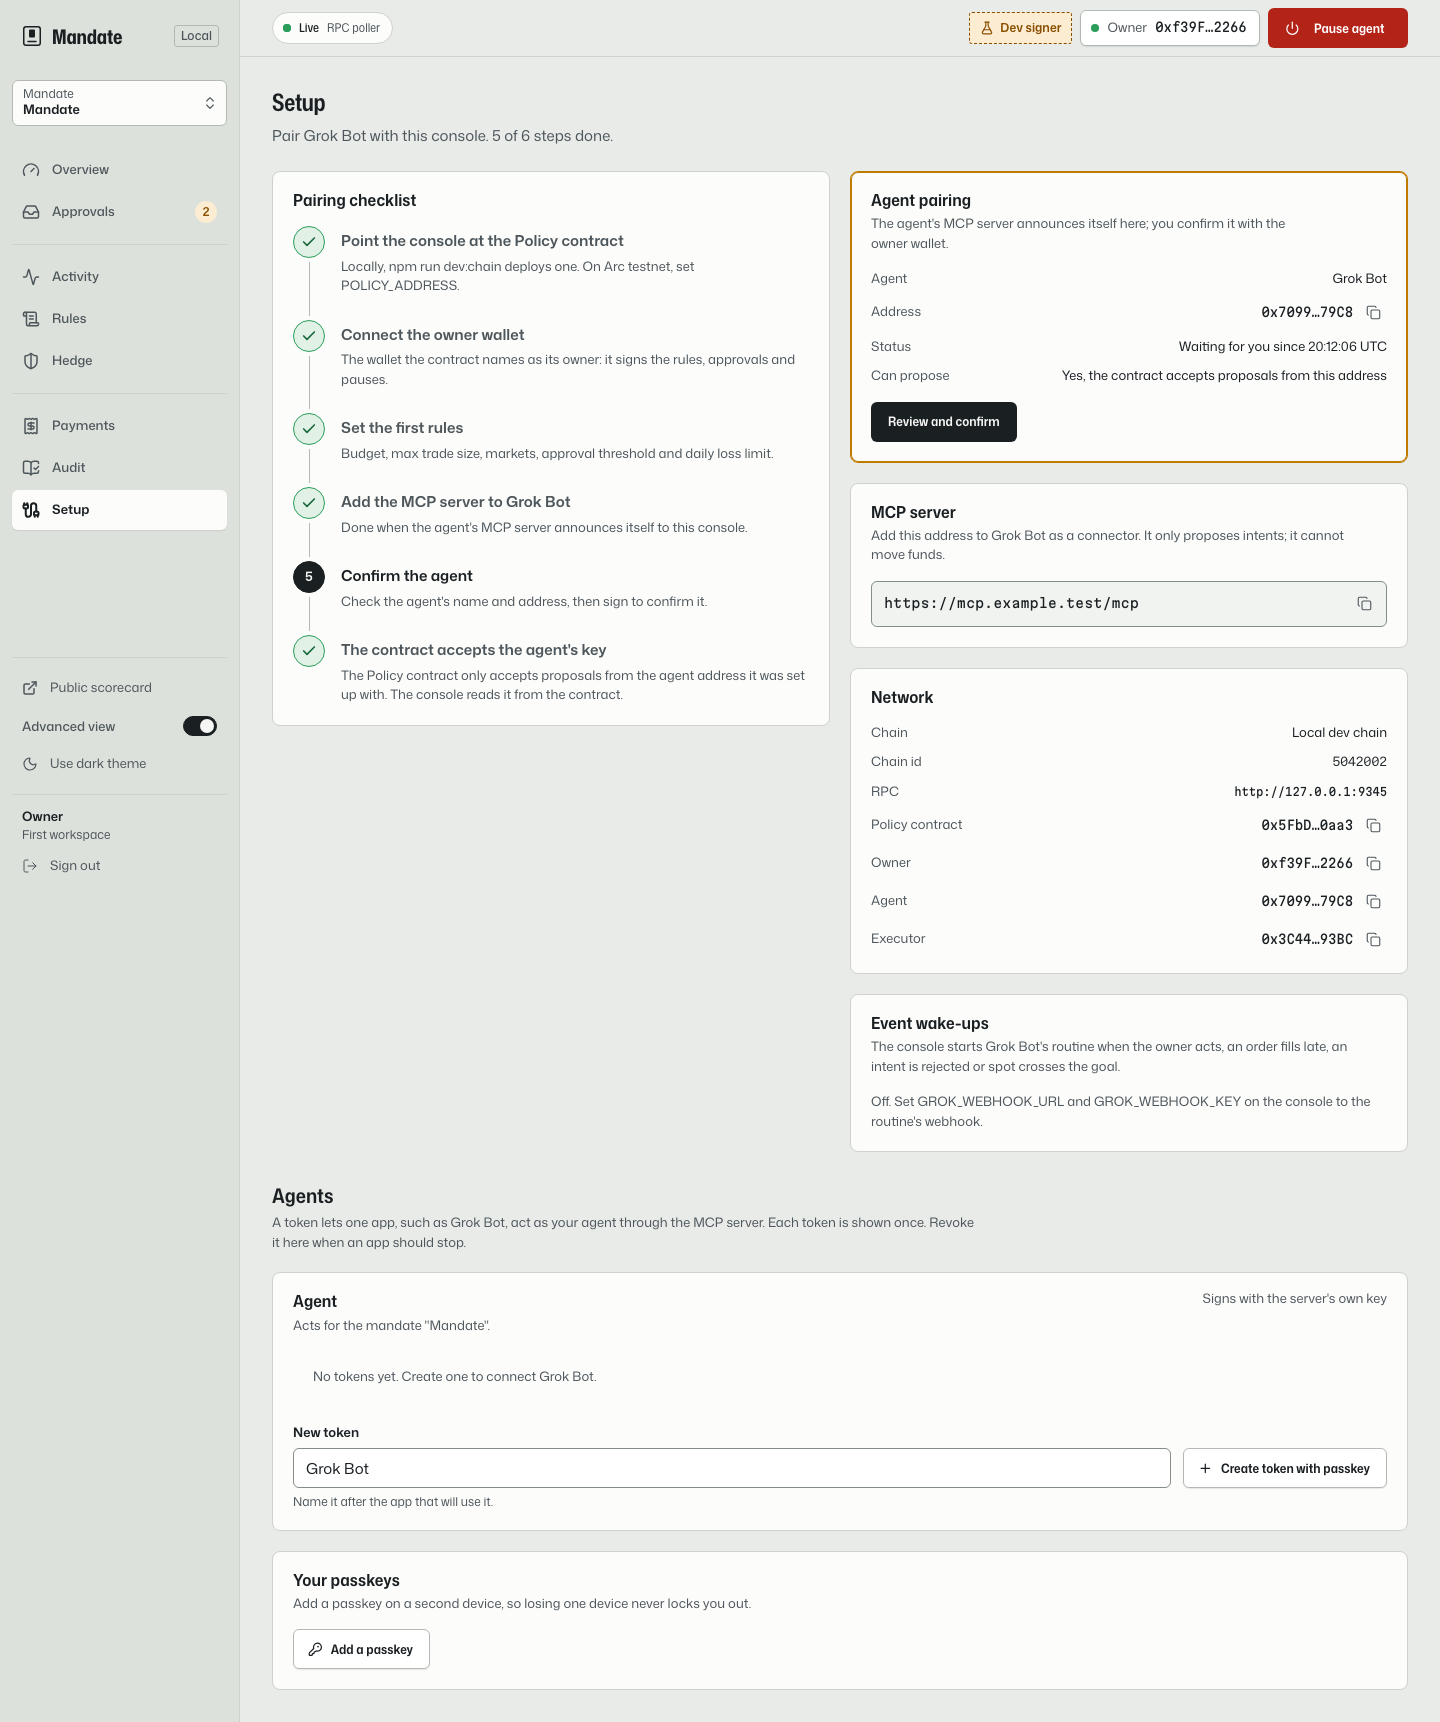 Mandate
Local
Mandate
Mandate
Overview
Approvals
2
Activity
Rules
Hedge
Payments
Audit
Setup
Public scorecard
Advanced view
Use dark theme
Owner
First workspace
Sign out
Live RPC poller
Dev signer
Owner 0xf39F…2266
Pause agent
Setup
Pair Grok Bot with this console. 5 of 6 steps done.
Pairing checklist
Point the console at the Policy contract
Locally, npm run dev:chain deploys one. On Arc testnet, set
POLICY_ADDRESS.
Connect the owner wallet
The wallet the contract names as its owner: it signs the rules, approvals and
pauses.
Set the first rules
Budget, max trade size, markets, approval threshold and daily loss limit.
Add the MCP server to Grok Bot
Done when the agent's MCP server announces itself to this console.
5
Confirm the agent
Check the agent's name and address, then sign to confirm it.
The contract accepts the agent's key
The Policy contract only accepts proposals from the agent address it was set
up with. The console reads it from the contract.
Agent pairing
The agent's MCP server announces itself here; you confirm it with the
owner wallet.
Agent Grok Bot
Address 0x7099…79C8
Status Waiting for you since 20:12:06 UTC
Can propose Yes, the contract accepts proposals from this address
Review and confirm
MCP server
Add this address to Grok Bot as a connector. It only proposes intents; it cannot
move funds.
https://mcp.example.test/mcp
Network
Chain Local dev chain
Chain id 5042002
RPC http://127.0.0.1:9345
Policy contract 0x5FbD…0aa3
Owner 0xf39F…2266
Agent 0x7099…79C8
Executor 0x3C44…93BC
Event wake-ups
The console starts Grok Bot's routine when the owner acts, an order fills late, an
intent is rejected or spot crosses the goal.
Off. Set GROK_WEBHOOK_URL and GROK_WEBHOOK_KEY on the console to the
routine's webhook.
Agents
A token lets one app, such as Grok Bot, act as your agent through the MCP server. Each token is shown once. Revoke
it here when an app should stop.
Agent
Signs with the server's own key
Acts for the mandate "Mandate".
No tokens yet. Create one to connect Grok Bot.
New token
Grok Bot
Create token with passkey
Name it after the app that will use it.
Your passkeys
Add a passkey on a second device, so losing one device never locks you out.
Add a passkey